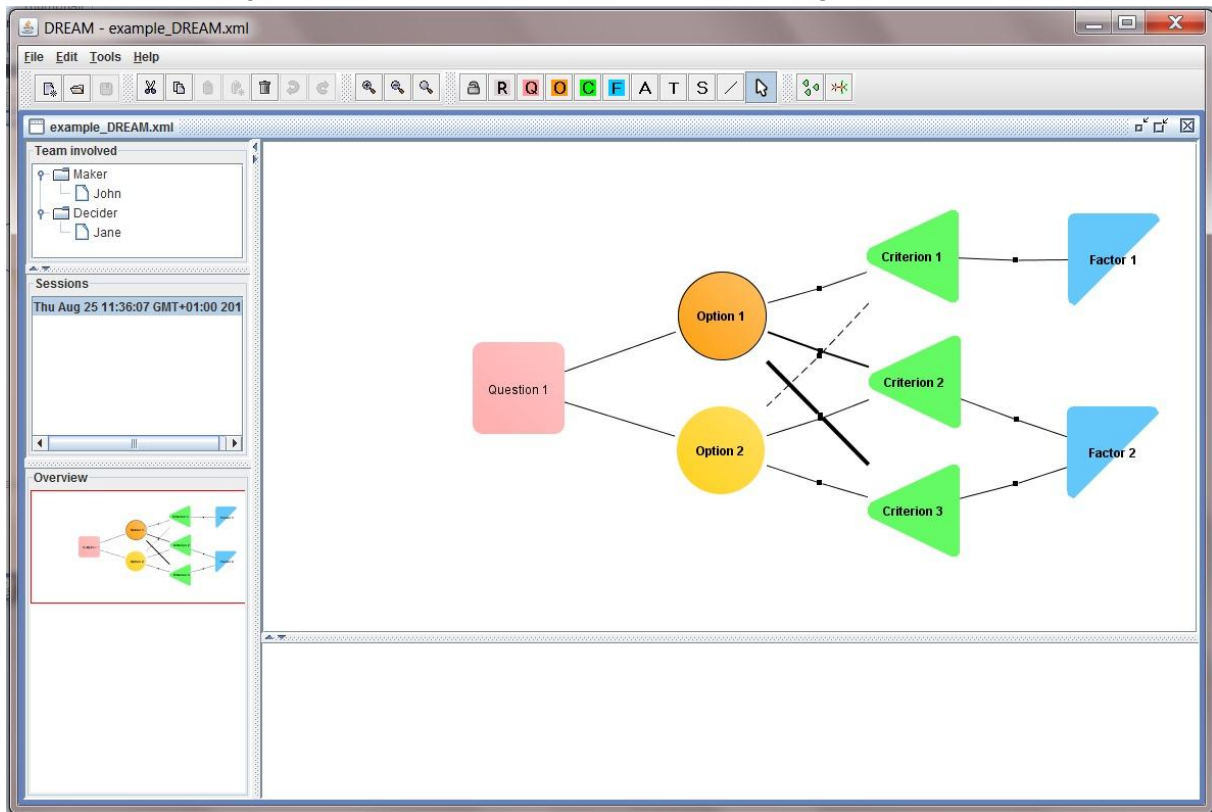 DREAM - example_DREAM.xml
File Edit Tools Help
R Q O C F A T S
example_DREAM.xml
Team involved
Maker
John
Decider
Jane
Sessions
Thu Aug 25 11:36:07 GMT+01:00 201
Overview
Criterion 1
Factor 1
Option 1
Criterion 2
Question 1
Option 2
Factor 2
Criterion 3